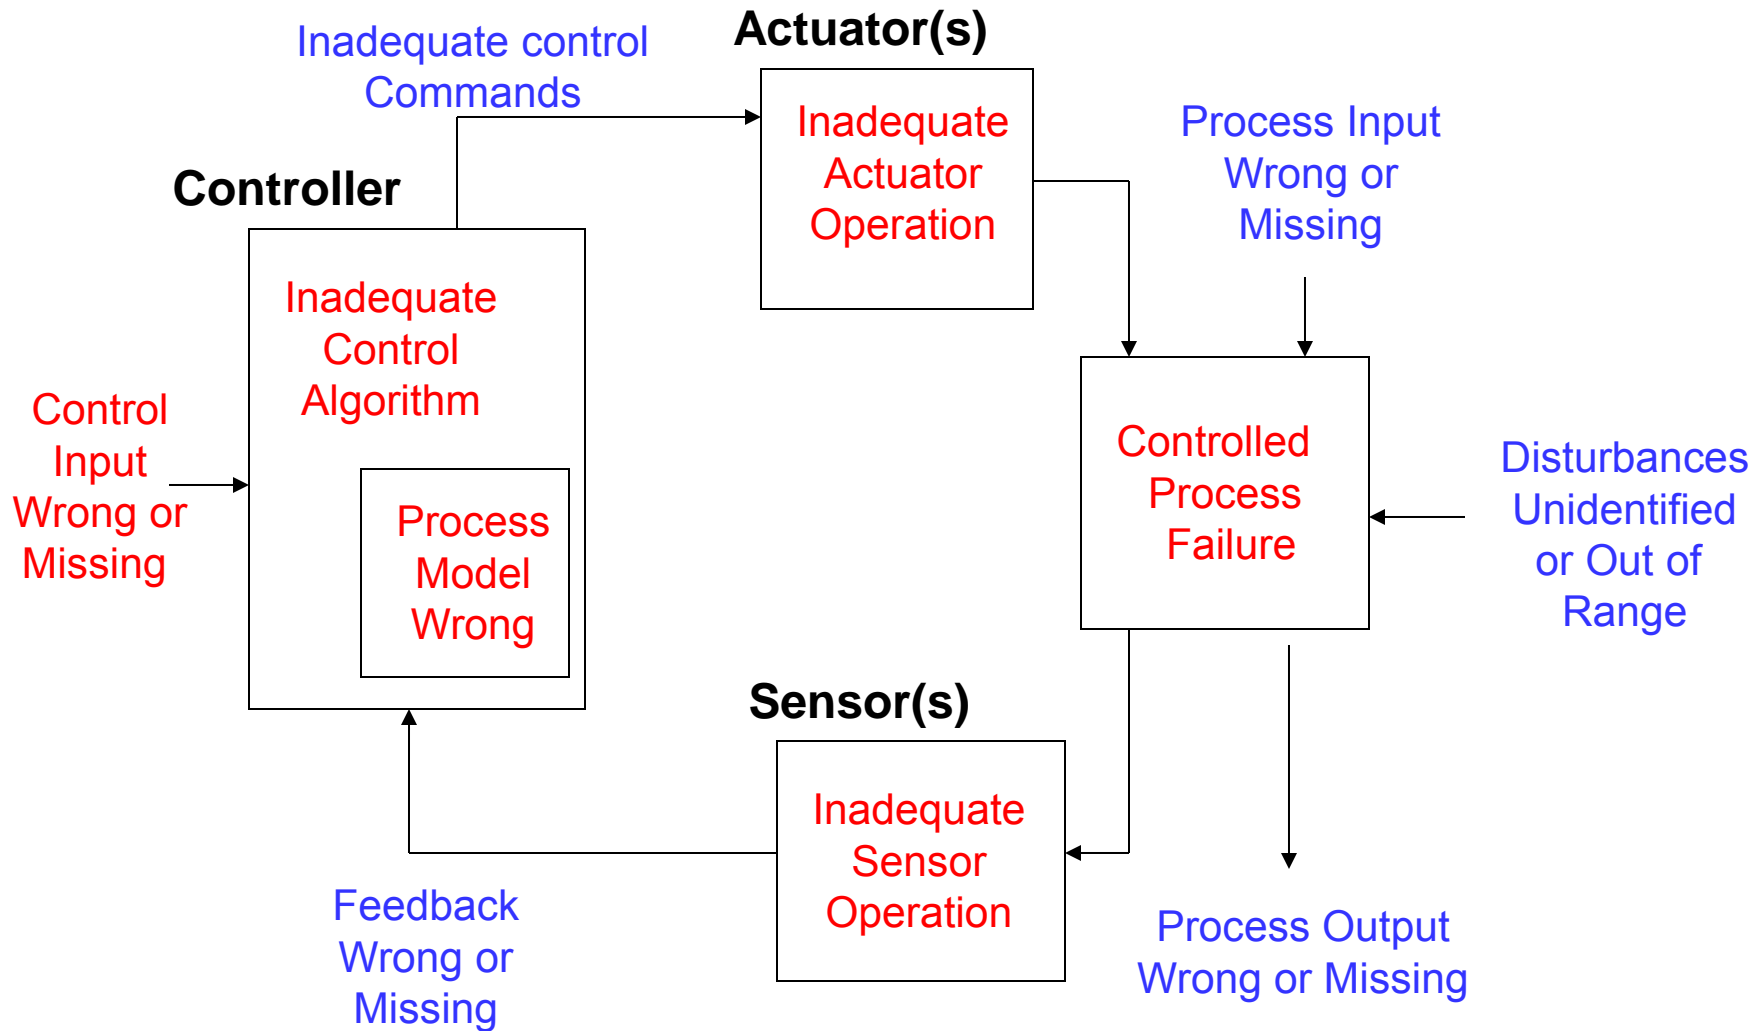 Inadequate control
Commands
Actuator(s)
Inadequate
Actuator
Operation
Process Input
Wrong or
Missing
Controller
Inadequate
Control
Algorithm
Control
Input
Wrong or
Missing
Process
Model
Wrong
Controlled
Process
Failure
Disturbances
Unidentified
or Out of
Range
Sensor(s)
Inadequate
Sensor
Operation
Feedback
Wrong or
Missing
Process Output
Wrong or Missing